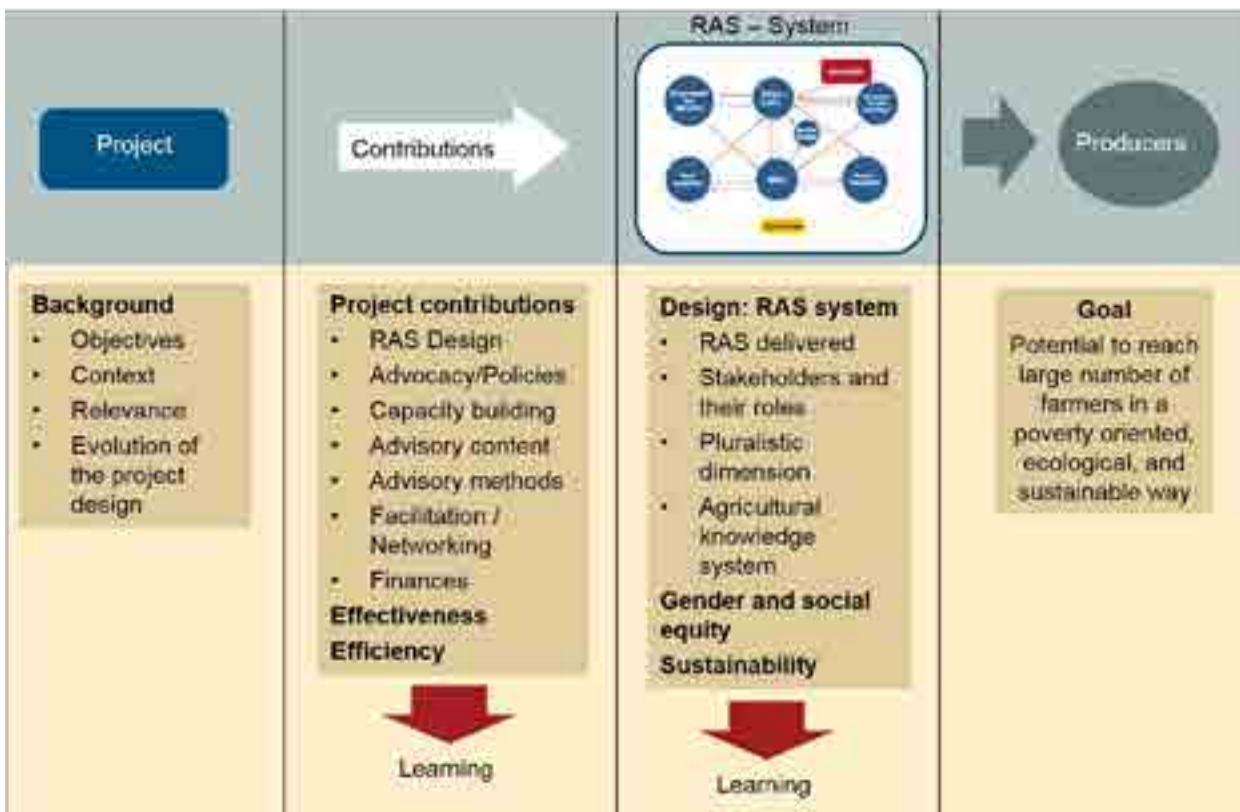 RAS – System
Project
Contributions
Producers
Background
• Objectives
• Context
• Relevance
• Evolution of
the project
design
Project contributions
• RAS Design
• Advocacy/Policies
• Capacity building
• Advisory content
• Advisory methods
• Facilitation /
Networking
• Finances
Effectiveness
Efficiency
Learning
Design: RAS system
• RAS delivered
• Stakeholders and
their roles
• Pluralistic
dimension
• Agricultural
knowledge
system
Gender and social
equity
Sustainability
Learning
Goal
Potential to reach
large number of
farmers in a
poverty oriented,
ecological, and
sustainable way